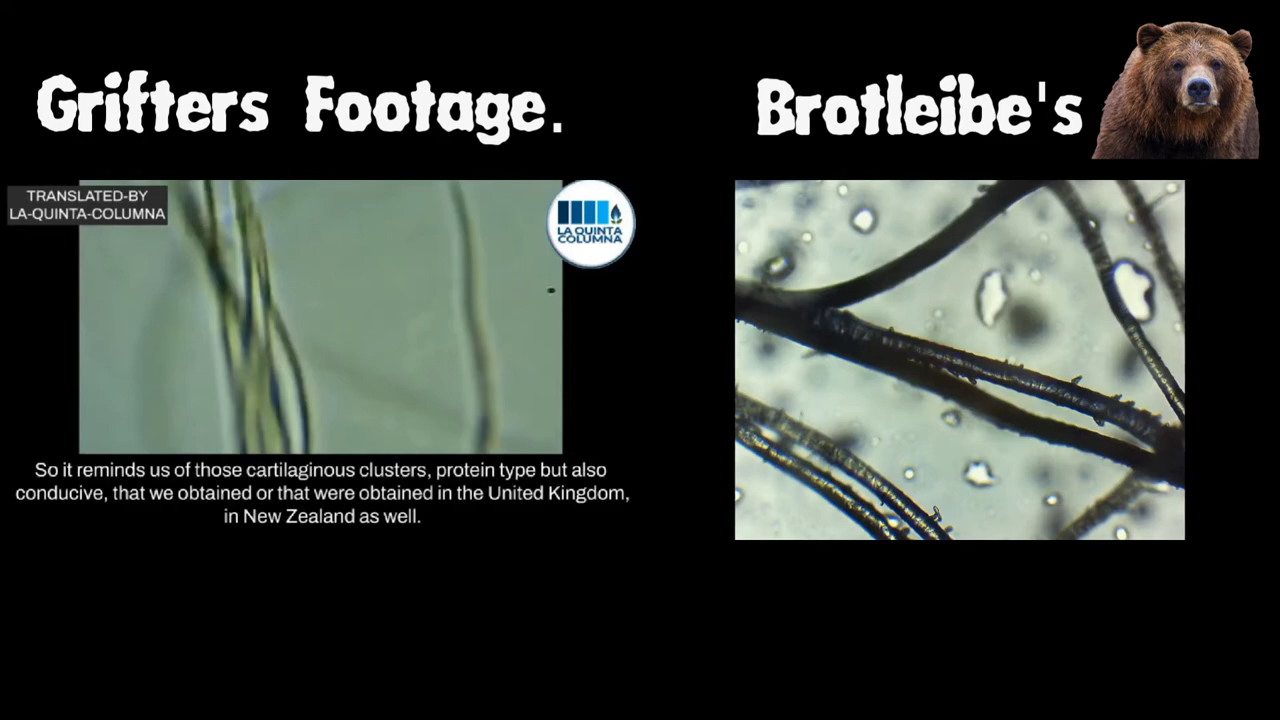 Grifters Footage.
Brotleibe's
TRANSLATED-BY
LA-QUINTA-COLUMNA
LA QUINTA
COLUMNA
So it reminds us of those cartilaginous clusters, protein type but also
conducive, that we obtained or that were obtained in the United Kingdom,
in New Zealand as well.